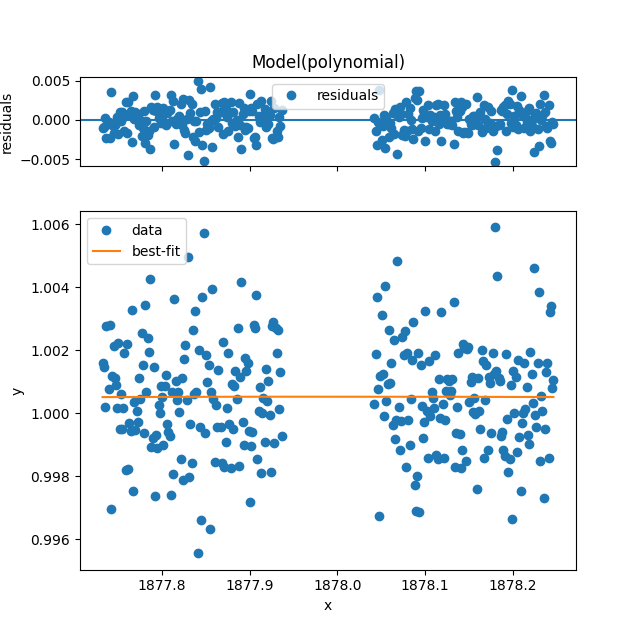 Model(polynomial)
0.005
0.000
−0.005
residuals
residuals
1.006
1.004
1.002
1.000
0.998
0.996
y
data
best-fit
1877.8 1877.9 1878.0 1878.1 1878.2
x